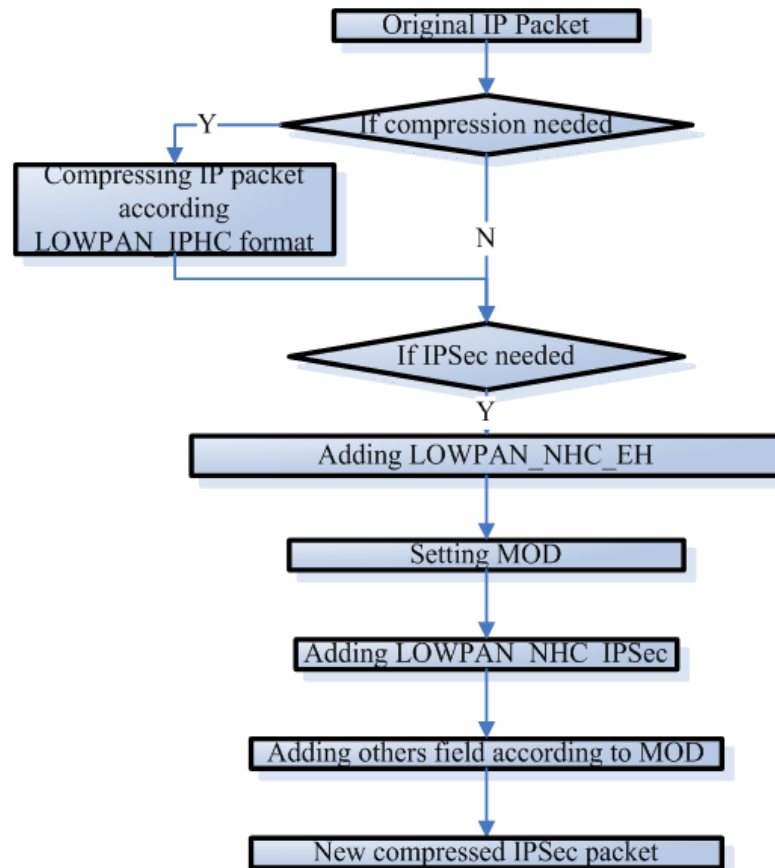 Original IP Packet
If compression needed
Y
Compressing IP packet
according
LOWPAN_IPHC format
N
If IPSec needed
Y
Adding LOWPAN_NHC_EH
Setting MOD
Adding LOWPAN_NHC_IPSec
Adding others field according to MOD
New compressed IPSec packet